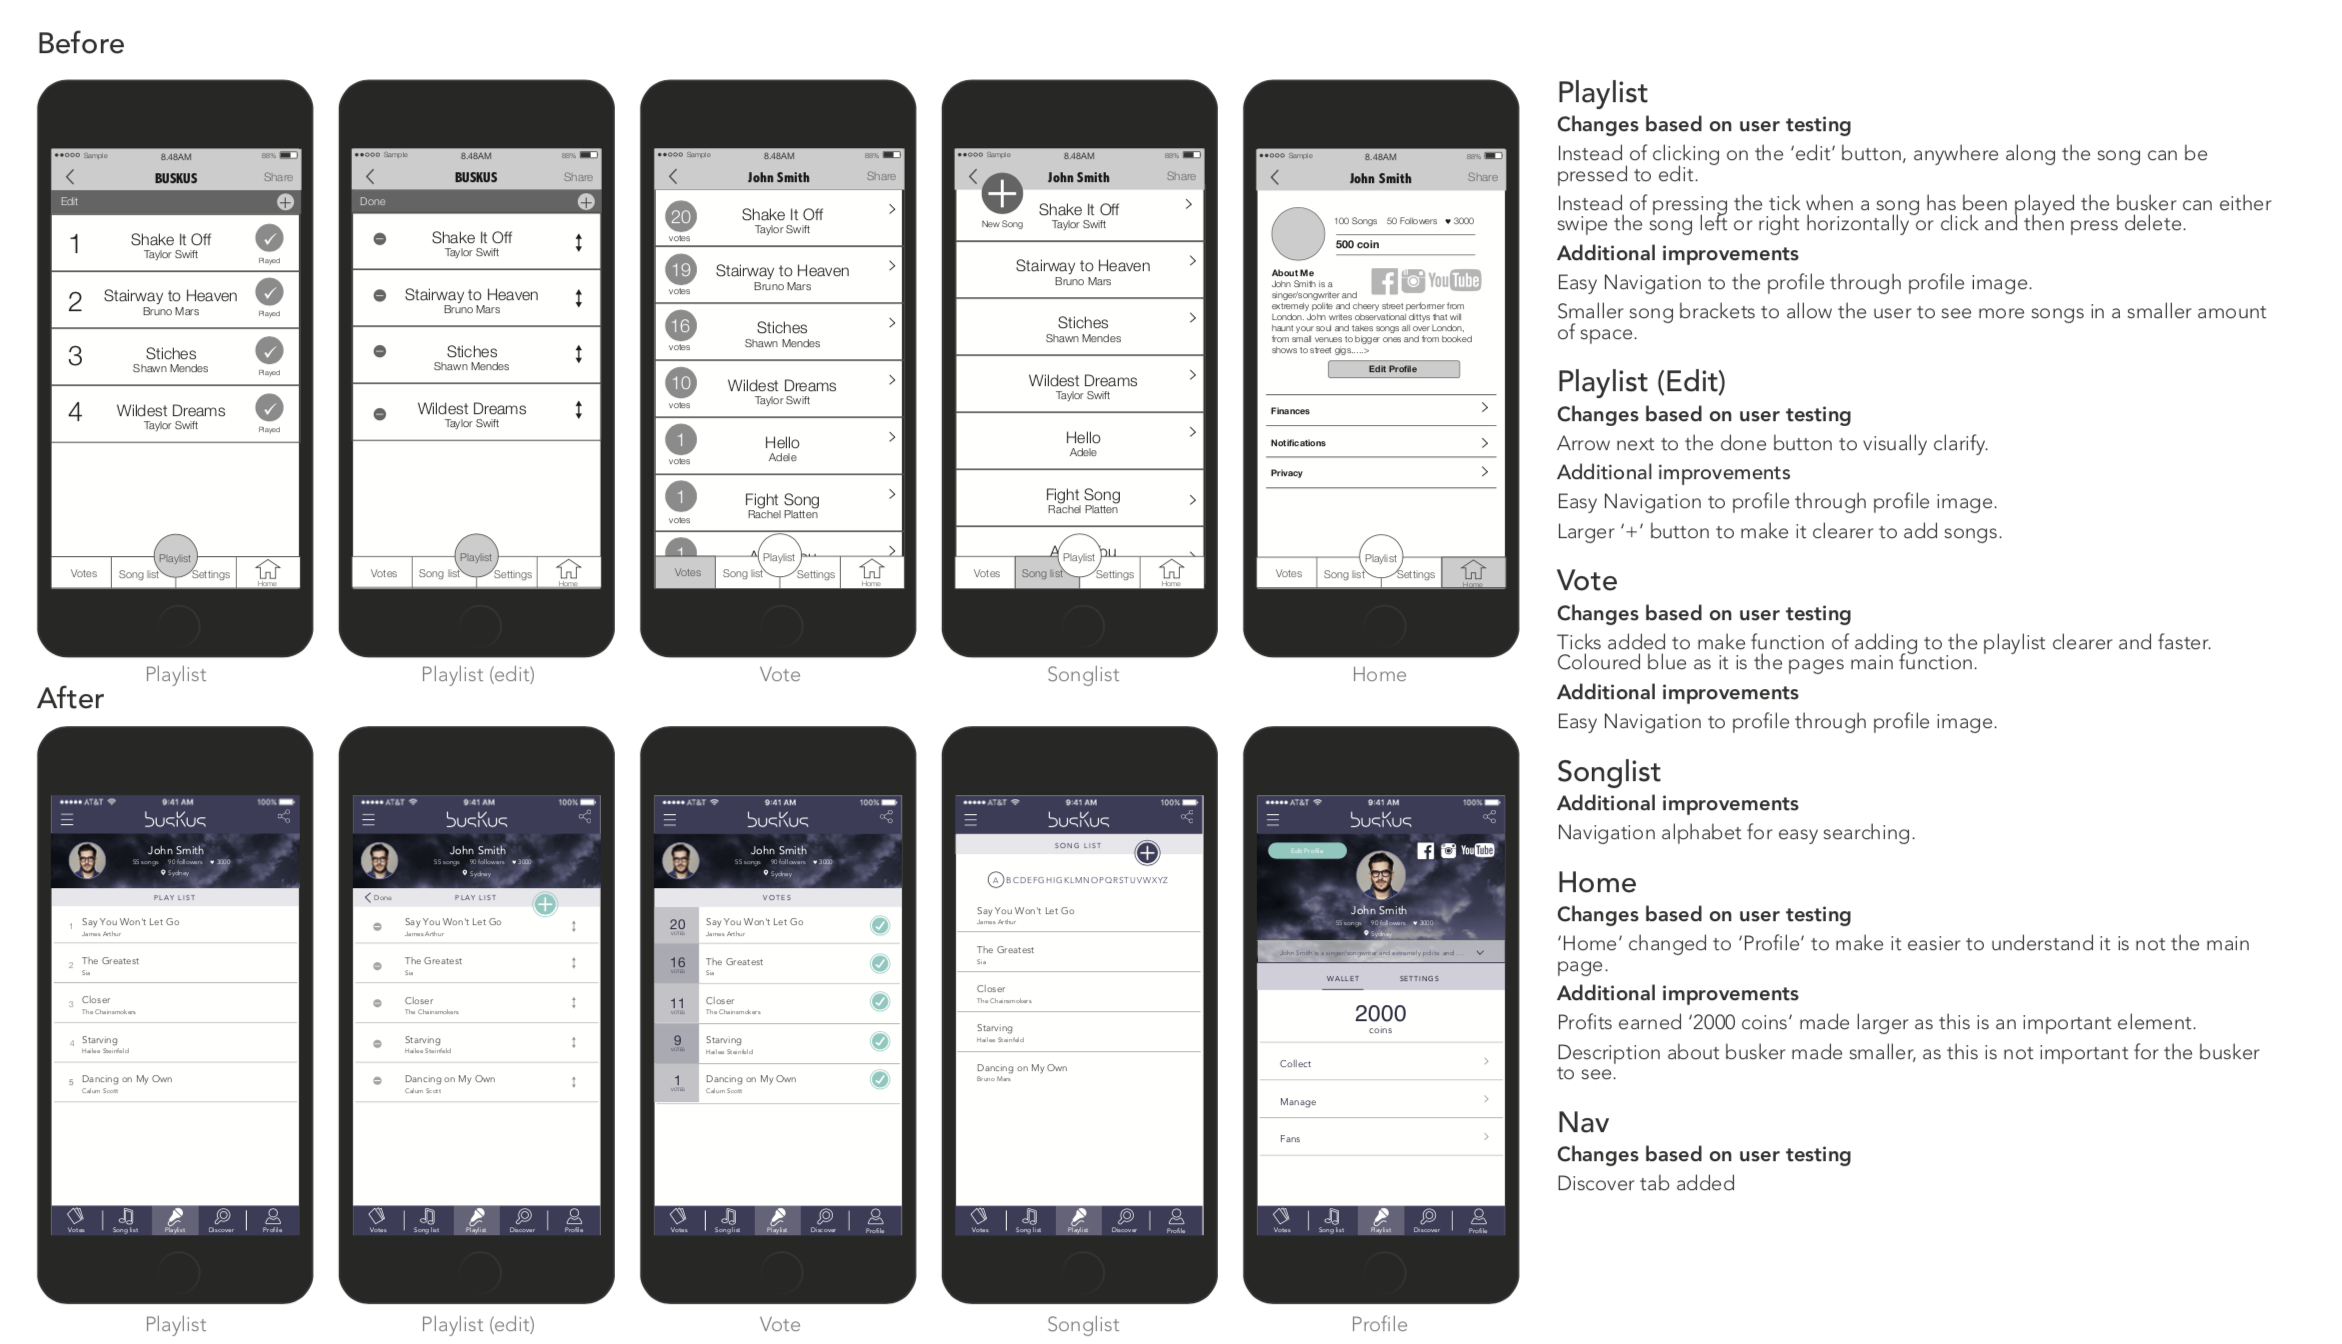 Before
●●○○○ Sample 8.48AM 88%
BUSKUS Share
Edit
1 Shake It Off
Taylor Swift Played
2 Stairway to Heaven
Bruno Mars Played
3 Stiches
Shawn Mendes Played
4 Wildest Dreams
Taylor Swift Played
Playlist
Votes Song list Settings Home
Playlist
●●○○○ Sample 8.48AM 88%
BUSKUS Share
Done
Shake It Off
Taylor Swift
Stairway to Heaven
Bruno Mars
Stiches
Shawn Mendes
Wildest Dreams
Taylor Swift
Playlist
Votes Song list Settings Home
Playlist (edit)
●●○○○ Sample 8.48AM 88%
John Smith Share
20 votes Shake It Off
Taylor Swift
19 votes Stairway to Heaven
Bruno Mars
16 votes Stiches
Shawn Mendes
10 votes Wildest Dreams
Taylor Swift
1 votes Hello
Adele
1 votes Fight Song
Rachel Platten
1
Playlist
Votes Song list Settings Home
Vote
●●○○○ Sample 8.48AM 88%
John Smith Share
New Song
Shake It Off
Taylor Swift
Stairway to Heaven
Bruno Mars
Stiches
Shawn Mendes
Wildest Dreams
Taylor Swift
Hello
Adele
Fight Song
Rachel Platten
Playlist
Votes Song list Settings Home
Songlist
●●○○○ Sample 8.48AM 88%
John Smith Share
100 Songs 50 Followers ♥ 3000
500 coin
About Me
You Tube
John Smith is a
singer/songwriter and
extremely polite and cheery street performer from
London. John writes observational dittys that will
haunt your soul and takes songs all over London,
from small venues to bigger ones and from booked
shows to street gigs.....>
Edit Profile
Finances
Notifications
Privacy
Playlist
Votes Song list Settings Home
Home
After
●●●●● AT&T 9:41 AM 100%
busKus
John Smith
55 songs 90 followers ♥ 3000
Sydney
PLAY LIST
1 Say You Won't Let Go
James Arthur
2 The Greatest
Sia
3 Closer
The Chainsmokers
4 Starving
Hailee Steinfeld
5 Dancing on My Own
Calum Scott
Votes Song list Playlist Discover Profile
Playlist
●●●●● AT&T 9:41 AM 100%
busKus
John Smith
55 songs 90 followers ♥ 3000
Sydney
Done PLAY LIST
Say You Won't Let Go
James Arthur
The Greatest
Sia
Closer
The Chainsmokers
Starving
Hailee Steinfeld
Dancing on My Own
Calum Scott
Votes Song list Playlist Discover Profile
Playlist (edit)
●●●●● AT&T 9:41 AM 100%
busKus
John Smith
55 songs 90 followers ♥ 3000
Sydney
VOTES
20 VOTES Say You Won't Let Go
James Arthur
16 VOTES The Greatest
Sia
11 VOTES Closer
The Chainsmokers
9 VOTES Starving
Hailee Steinfeld
1 VOTES Dancing on My Own
Calum Scott
Votes Song list Playlist Discover Profile
Vote
●●●●● AT&T 9:41 AM 100%
busKus
SONG LIST
ABCDEFGHIGKLMNOPQRSTUVWXYZ
Say You Won't Let Go
James Arthur
The Greatest
Sia
Closer
The Chainsmokers
Starving
Hailee Steinfeld
Dancing on My Own
Bruno Mars
Votes Song list Playlist Discover Profile
Songlist
●●●●● AT&T 9:41 AM 100%
busKus
Edit Profile You Tube
John Smith
55 songs 90 followers ♥ 3000
Sydney
John Smith is a singer/songwriter and extremely polite and ...
WALLET SETTINGS
2000
coins
Collect
Manage
Fans
Votes Song list Playlist Discover Profile
Profile
Playlist
Changes based on user testing
Instead of clicking on the ‘edit’ button, anywhere along the song can be
pressed to edit.
Instead of pressing the tick when a song has been played the busker can either
swipe the song left or right horizontally or click and then press delete.
Additional improvements
Easy Navigation to the profile through profile image.
Smaller song brackets to allow the user to see more songs in a smaller amount
of space.
Playlist (Edit)
Changes based on user testing
Arrow next to the done button to visually clarify.
Additional improvements
Easy Navigation to profile through profile image.
Larger ‘+’ button to make it clearer to add songs.
Vote
Changes based on user testing
Ticks added to make function of adding to the playlist clearer and faster.
Coloured blue as it is the pages main function.
Additional improvements
Easy Navigation to profile through profile image.
Songlist
Additional improvements
Navigation alphabet for easy searching.
Home
Changes based on user testing
‘Home’ changed to ‘Profile’ to make it easier to understand it is not the main
page.
Additional improvements
Profits earned ‘2000 coins’ made larger as this is an important element.
Description about busker made smaller, as this is not important for the busker
to see.
Nav
Changes based on user testing
Discover tab added